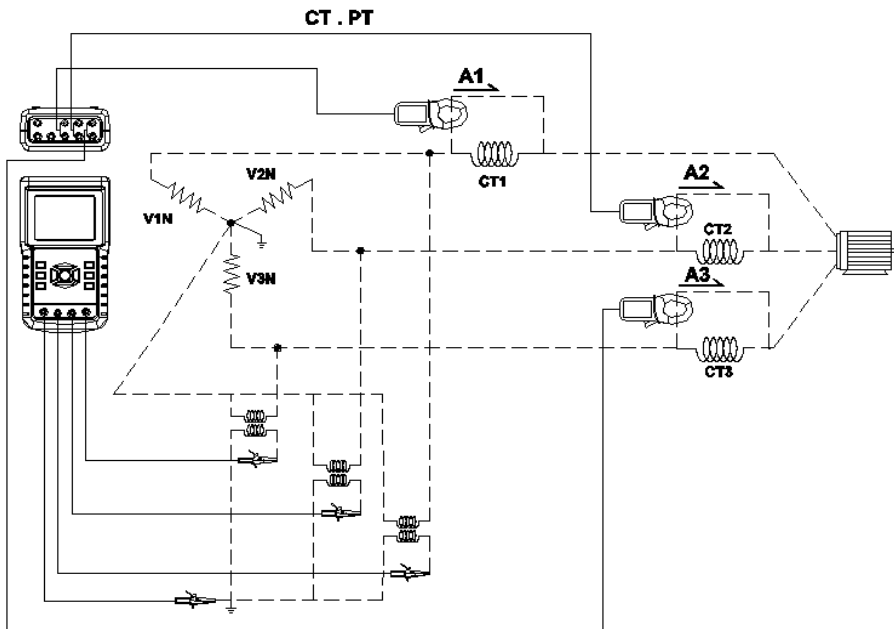 CT . PT
A1
CT1
V2N
V1N
A2
CT2
V3N
A3
CT3